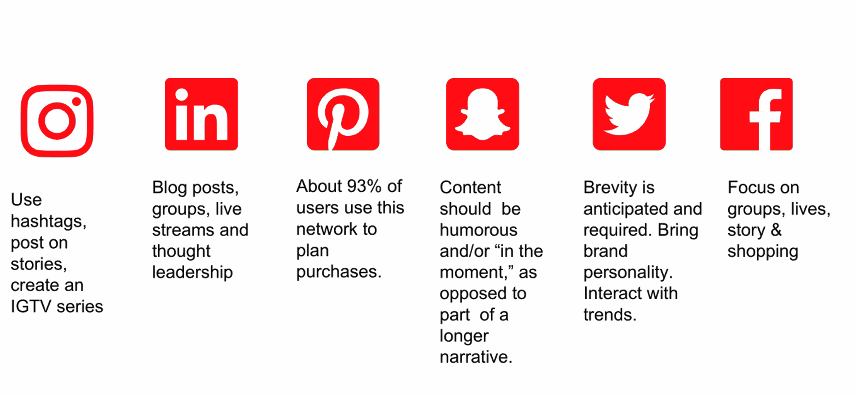 Use
hashtags,
post on
stories,
create an
IGTV series
Blog posts,
groups, live
streams and
thought
leadership
About 93% of
users use this
network to
plan
purchases.
Content
should  be
humorous
and/or “in the
moment,” as
opposed to
part  of a
longer
narrative.
Brevity is
anticipated and
required. Bring
brand
personality.
Interact with
trends.
Focus on
groups, lives,
story &
shopping